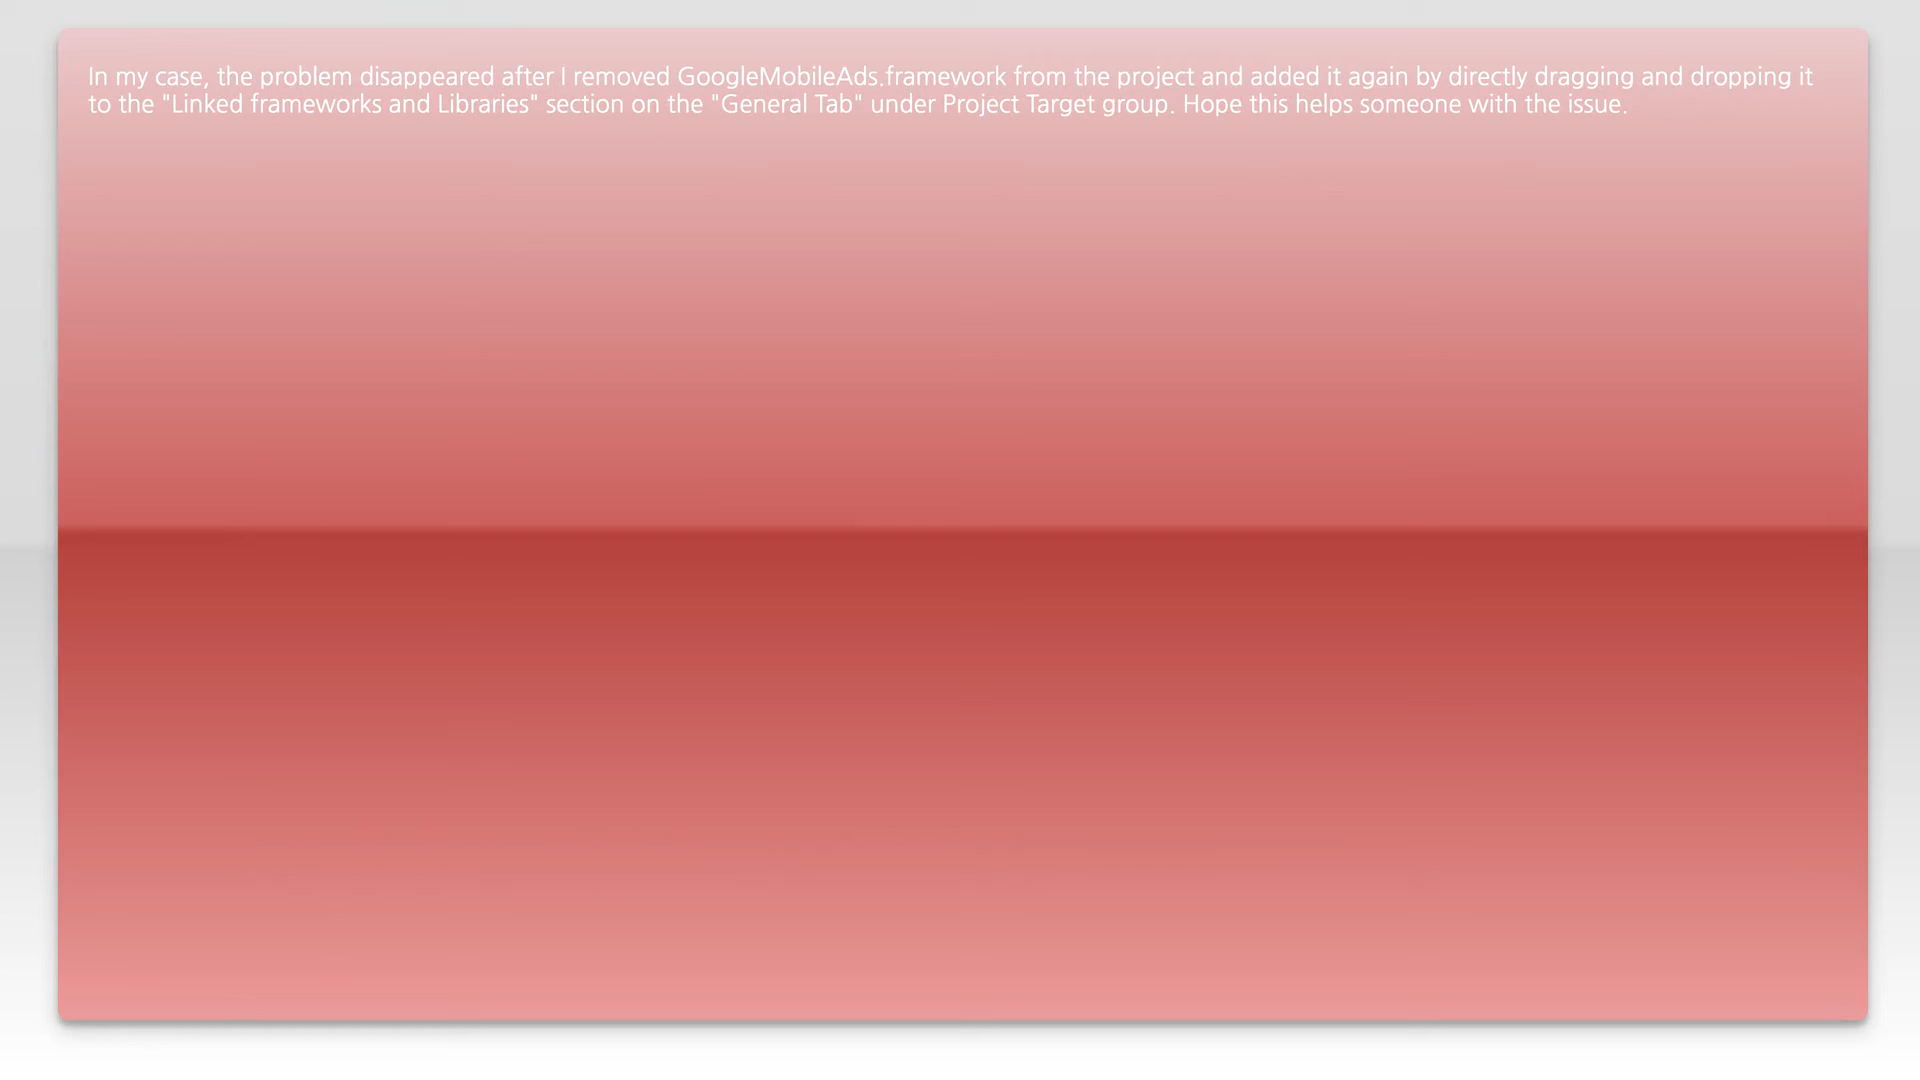 In my case, the problem disappeared after I removed GoogleMobileAds.framework from the project and added it again by directly dragging and dropping it
to the "Linked frameworks and Libraries" section on the "General Tab" under Project Target group. Hope this helps someone with the issue.